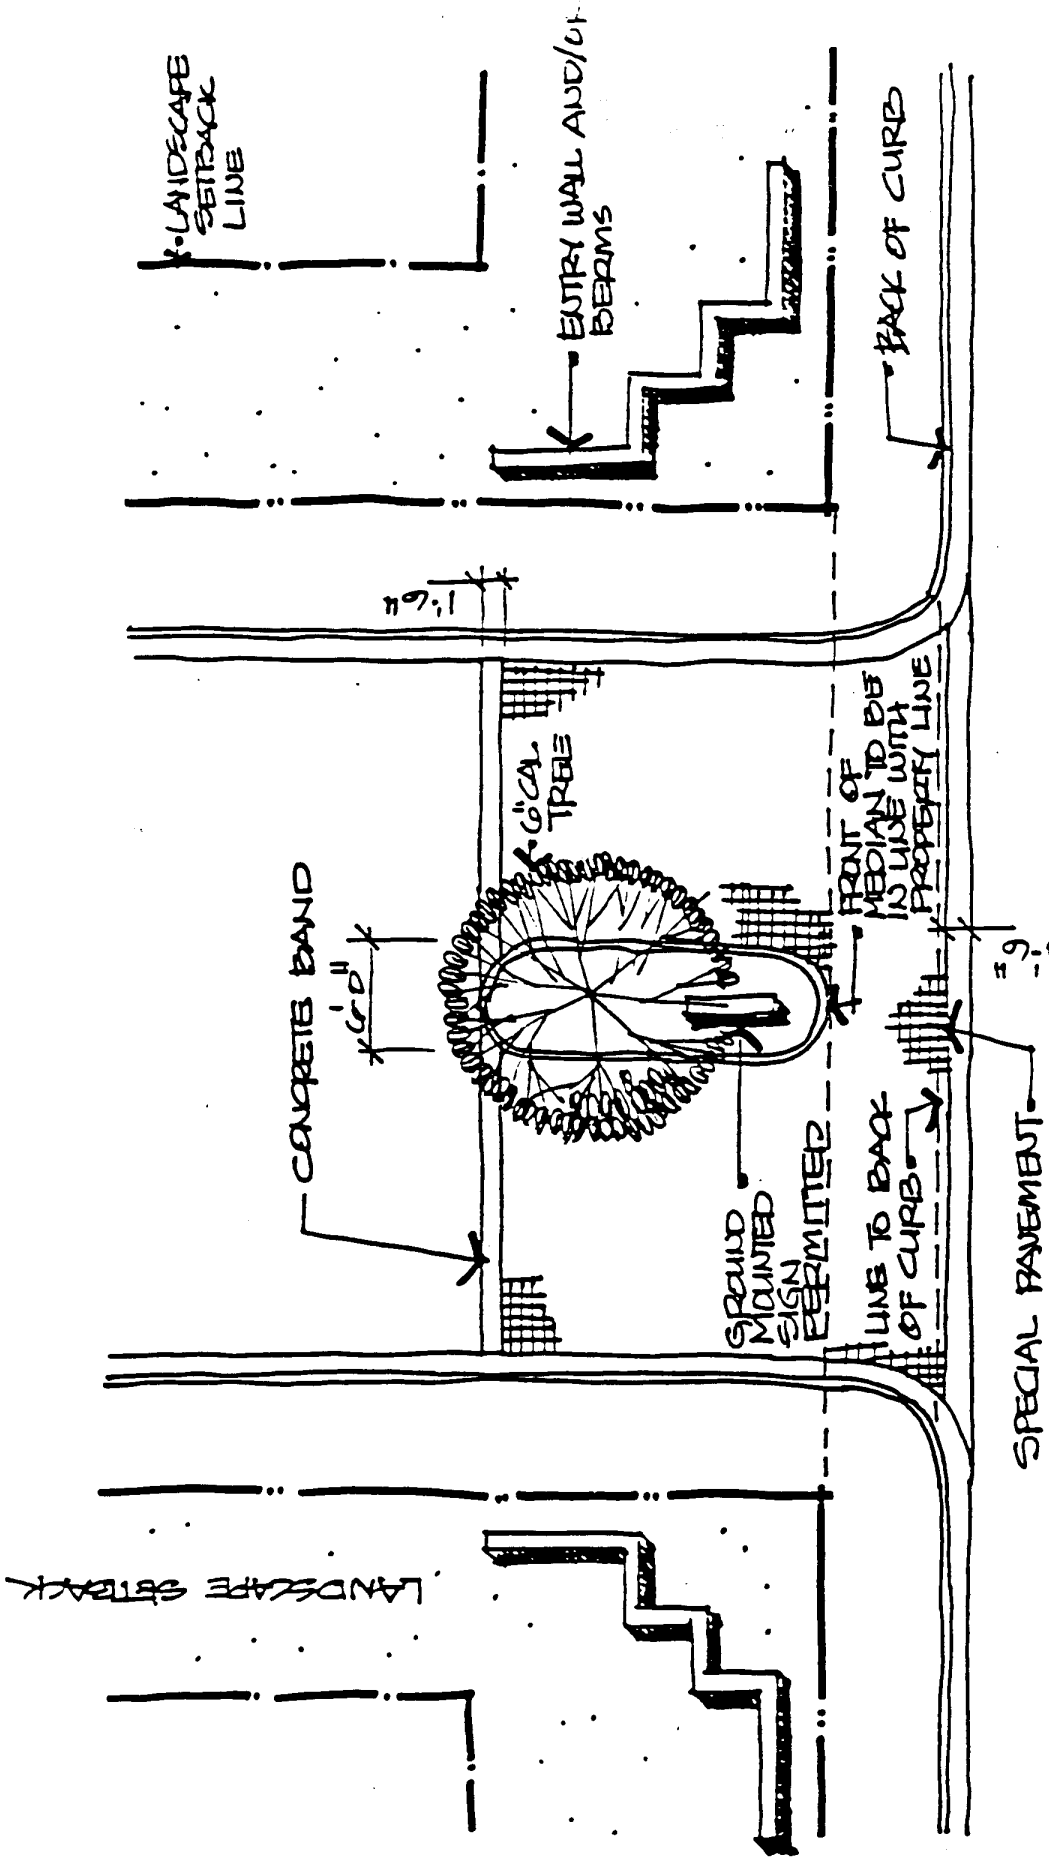 LANDSCAPE
SETBACK
LINE
ENTRY WALL AND/OR
BERMS
BACK OF CURB
1'-6"
6" CAL
TREE
CONCRETE BAND
6'-0"
FRONT OF
MEDIAN TO BE
IN LINE WITH
PROPERTY LINE
GROUND
MOUNTED
SIGN
PERMITTED
LINE TO BACK
OF CURB
SPECIAL PAVEMENT
LANDSCAPE SETBACK